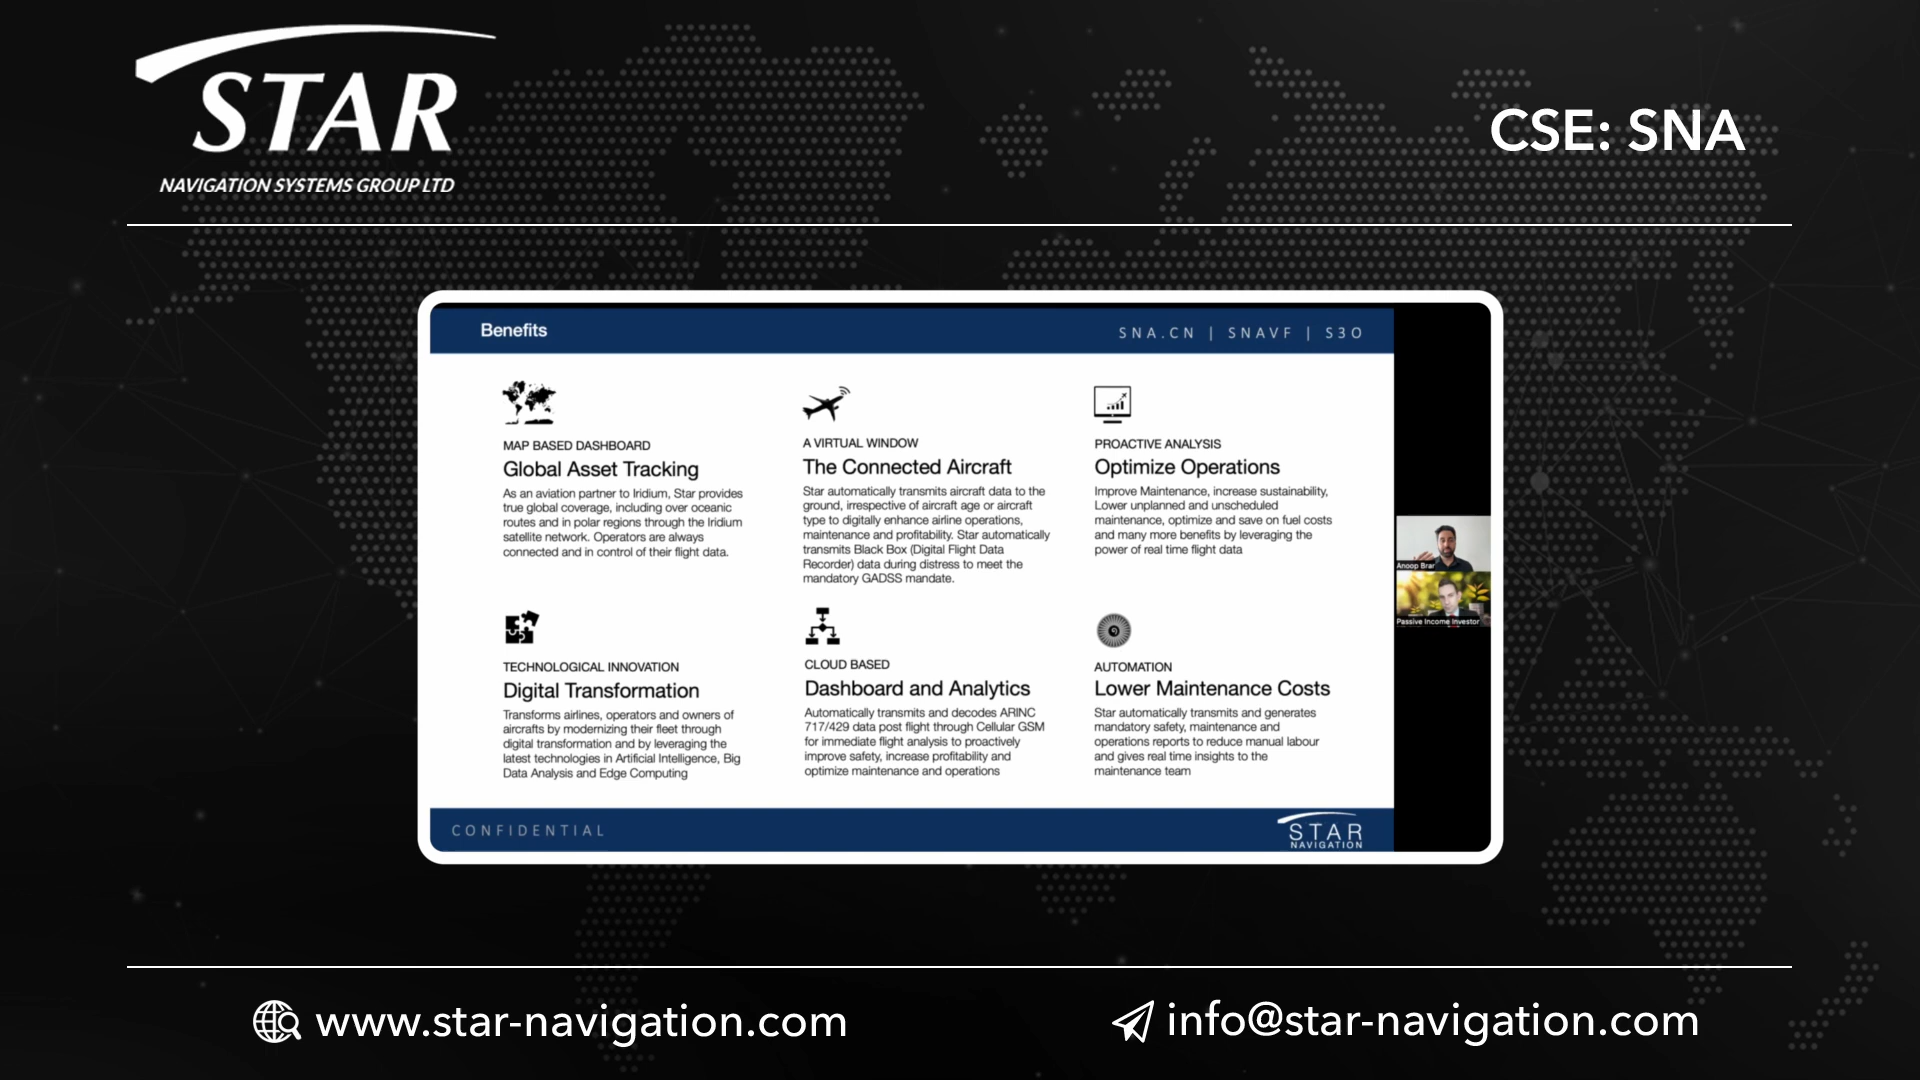 STAR
NAVIGATION SYSTEMS GROUP LTD
CSE: SNA
Benefits
SNA.CN | SNAVF | S3O
MAP BASED DASHBOARD
Global Asset Tracking
As an aviation partner to Iridium, Star provides
true global coverage, including over oceanic
routes and in polar regions through the Iridium
satellite network. Operators are always
connected and in control of their flight data.
A VIRTUAL WINDOW
The Connected Aircraft
Star automatically transmits aircraft data to the
ground, irrespective of aircraft age or aircraft
type to digitally enhance airline operations,
maintenance and profitability. Star automatically
transmits Black Box (Digital Flight Data
Recorder) data during distress to meet the
mandatory GADSS mandate.
PROACTIVE ANALYSIS
Optimize Operations
Improve Maintenance, increase sustainability,
Lower unplanned and unscheduled
maintenance, optimize and save on fuel costs
and many more benefits by leveraging the
power of real time flight data
TECHNOLOGICAL INNOVATION
Digital Transformation
Transforms airlines, operators and owners of
aircrafts by modernizing their fleet through
digital transformation and by leveraging the
latest technologies in Artificial Intelligence, Big
Data Analysis and Edge Computing
CLOUD BASED
Dashboard and Analytics
Automatically transmits and decodes ARINC
717/429 data post flight through Cellular GSM
for immediate flight analysis to proactively
improve safety, increase profitability and
optimize maintenance and operations
AUTOMATION
Lower Maintenance Costs
Star automatically transmits and generates
mandatory safety, maintenance and
operations reports to reduce manual labour
and gives real time insights to the
maintenance team
Anoop Brar
Passive Income Investor
CONFIDENTIAL
STAR
NAVIGATION
www.star-navigation.com
info@star-navigation.com